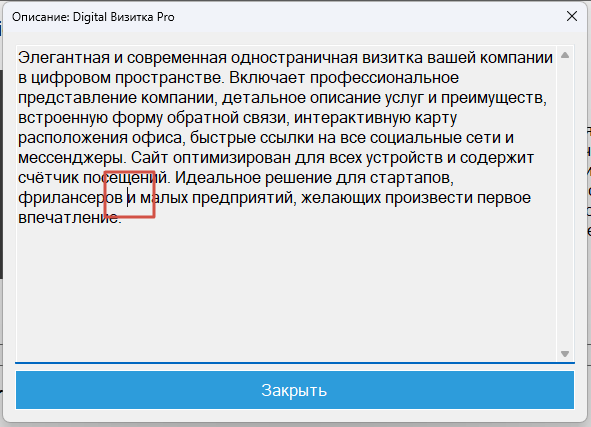 Описание: Digital Визитка Pro
Элегантная и современная одностраничная визитка вашей компании
в цифровом пространстве. Включает профессиональное
представление компании, детальное описание услуг и преимуществ,
встроенную форму обратной связи, интерактивную карту
расположения офиса, быстрые ссылки на все социальные сети и
мессенджеры. Сайт оптимизирован для всех устройств и содержит
счётчик посещений. Идеальное решение для стартапов,
фрилансеров и малых предприятий, желающих произвести первое
впечатление.
Закрыть